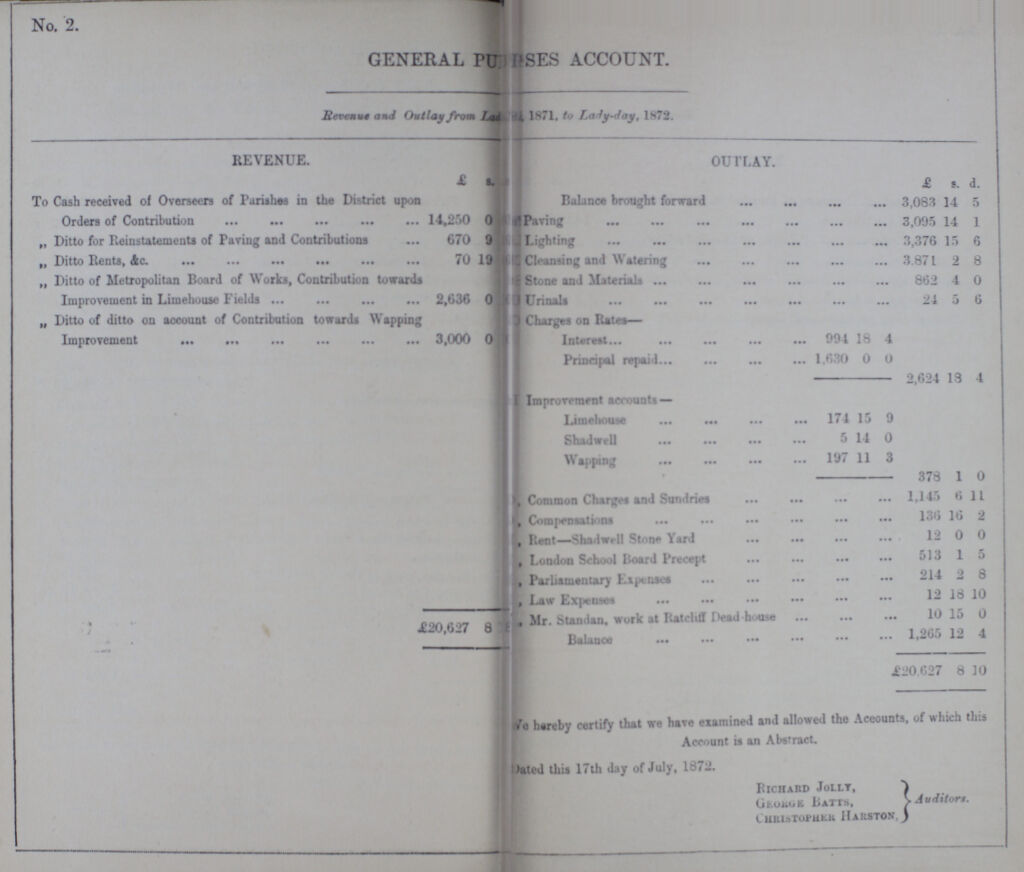 No. 2.
GENERAL PU SES ACCOUNT.
Revenue and Outlay from 1871, to Lady-day, 1872.
REVENUE.
£ s.
To Cash received of Overseers of Parishes in the District upon
Orders of Contribution ... ... ... ... ... 14,250 0
„ Ditto for Reinstatements of Paving and Contributions ... 670 9
„ Ditto Rents, &c. ... ... ... ... ... ... 70 19
„ Ditto of Metropolitan Board of Works, Contribution towards
Improvement in Limehouse Fields ... ... ... ... 2,636 0
„ Ditto of ditto on account of Contribution towards Wapping
Improvement ... ... ... ... ... ... 3,000 0
£20,627 8
OUTLAY.
£ s. d.
Balance brought forward ... ... ... ... 3,083 14 5
Paving ... ... ... ... ... ... ... 3,095 14 1
Lighting ... ... ... ... ... ... ... 3,376 15 6
Cleansing and Watering ... ... ... ... ... 3.871 2 8
Stone and Materials ... ... ... ... ... ... 862 4 0
Urinals ... ... ... ... ... ... ... 24 5 6
Charges on Rates—
Interest... ... ... ... ... 994 18 4
Principal repaid... ... ... ... 1,630 0 0
2,624 18 4
Improvement accounts—
Limehouse ... ... ... ... 174 15 9
Shadwell ... ... ... ... 5 14 0
Wapping ... ... ... ... 197 11 3
378 1 0
, Common Charges and Sundries ... ... ... ... 1,145 6 11
, Compensations ... ... ... ... ... ... 136 16 2
, Rent—Shadwell Stone Yard ... ... ... ... 12 0 0
, London School Board Precept ... ... ... ... 513 1 5
, Parliamentary Expenses ... ... ... ... ... 214 2 8
, Law Expenses ... ... ... ... ... ... 12 18 10
, Mr. Standan, work at Ratcliff Dead-house ... ... ... 10 15 0
Balance ... ... ... ... ... ... 1,265 12 4
£20,627 8 10
We hereby certify that we have examined and allowed the Accounts, of which this
Account is an Abstract.
Dated this 17th day of July, 1872.
RICHARD JOLLY,
GEORGE BATTS,
CHRISTOPHER HARSTON,
Auditors.